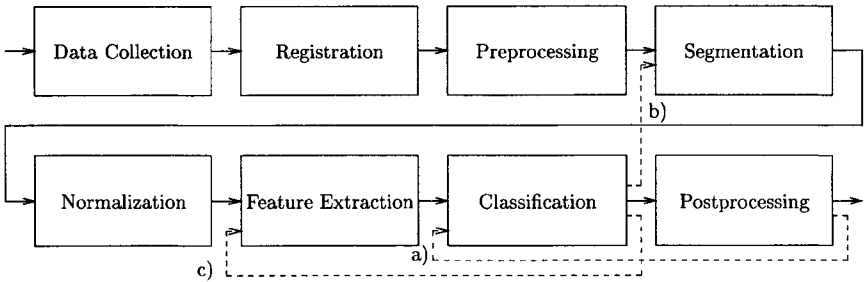 Data Collection
Registration
Preprocessing
Segmentation
b)
Normalization
Feature Extraction
Classification
Postprocessing
a)
c)